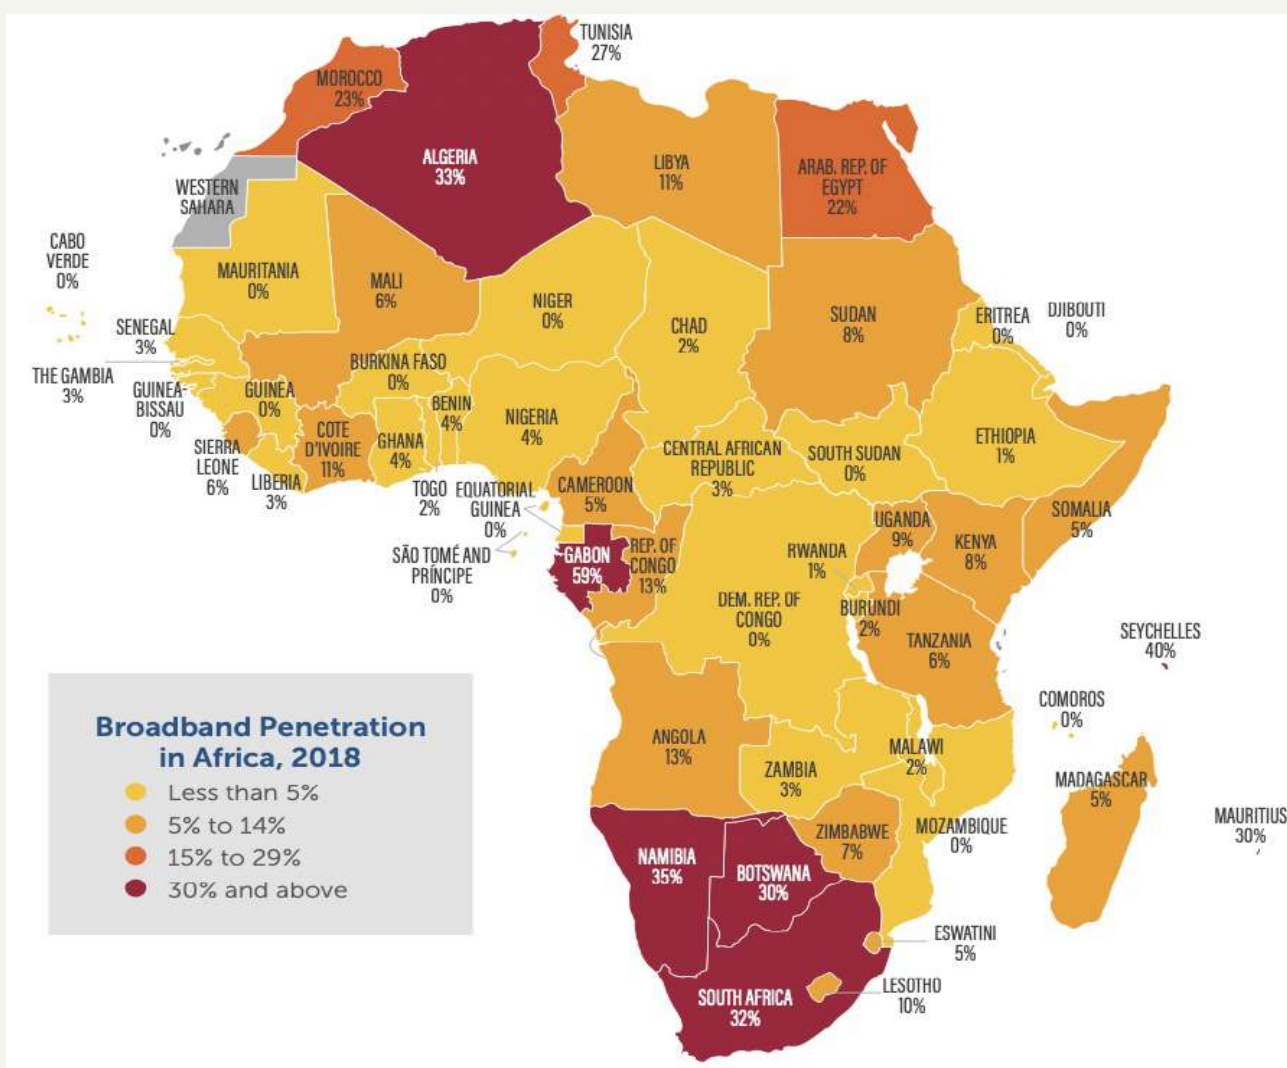 TUNISIA
27%
MOROCCO
23%
ALGERIA
33%
LIBYA
11%
ARAB. REP. OF
EGYPT
22%
WESTERN
SAHARA
CABO
VERDE
0%
MAURITANIA
0%
MALI
6%
NIGER
0%
CHAD
2%
SUDAN
8%
ERITREA
0%
DJIBOUTI
0%
SENEGAL
3%
THE GAMBIA
3%
GUINEA-
BISSAU
0%
GUINEA
0%
BURKINA FASO
0%
BENIN
4%
NIGERIA
4%
SIERRA
LEONE
6%
LIBERIA
3%
COTE
D'IVOIRE
11%
GHANA
4%
TOGO
2%
EQUATORIAL
GUINEA
0%
CAMEROON
5%
CENTRAL AFRICAN
REPUBLIC
3%
SOUTH SUDAN
0%
ETHIOPIA
1%
SOMALIA
5%
UGANDA
9%
KENYA
8%
SÃO TOMÉ AND
PRÍNCIPE
0%
GABON
59%
REP. OF
CONGO
13%
RWANDA
1%
DEM. REP. OF
CONGO
0%
BURUNDI
2%
TANZANIA
6%
SEYCHELLES
40%
COMOROS
0%
ANGOLA
13%
ZAMBIA
3%
MALAWI
2%
MADAGASCAR
5%
MAURITIUS
30%
MOZAMBIQUE
0%
ZIMBABWE
7%
NAMIBIA
35%
BOTSWANA
30%
ESWATINI
5%
LESOTHO
10%
SOUTH AFRICA
32%
Broadband Penetration
in Africa, 2018
Less than 5%
5% to 14%
15% to 29%
30% and above